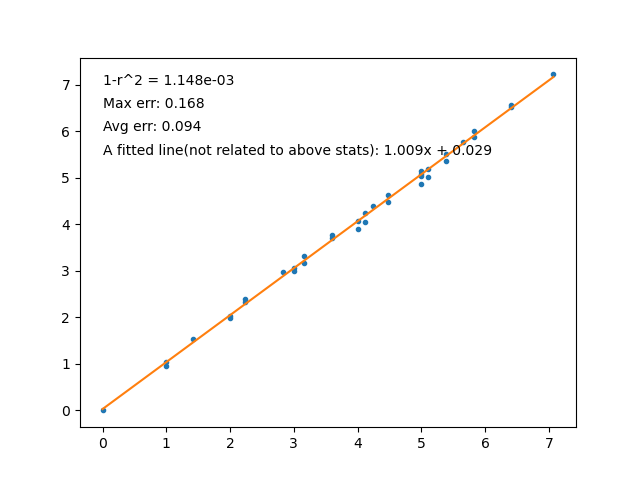 1-r^2 = 1.148e-03
Max err: 0.168
Avg err: 0.094
A fitted line(not related to above stats): 1.009x + 0.029
7
6
5
4
3
2
1
0
0 1 2 3 4 5 6 7